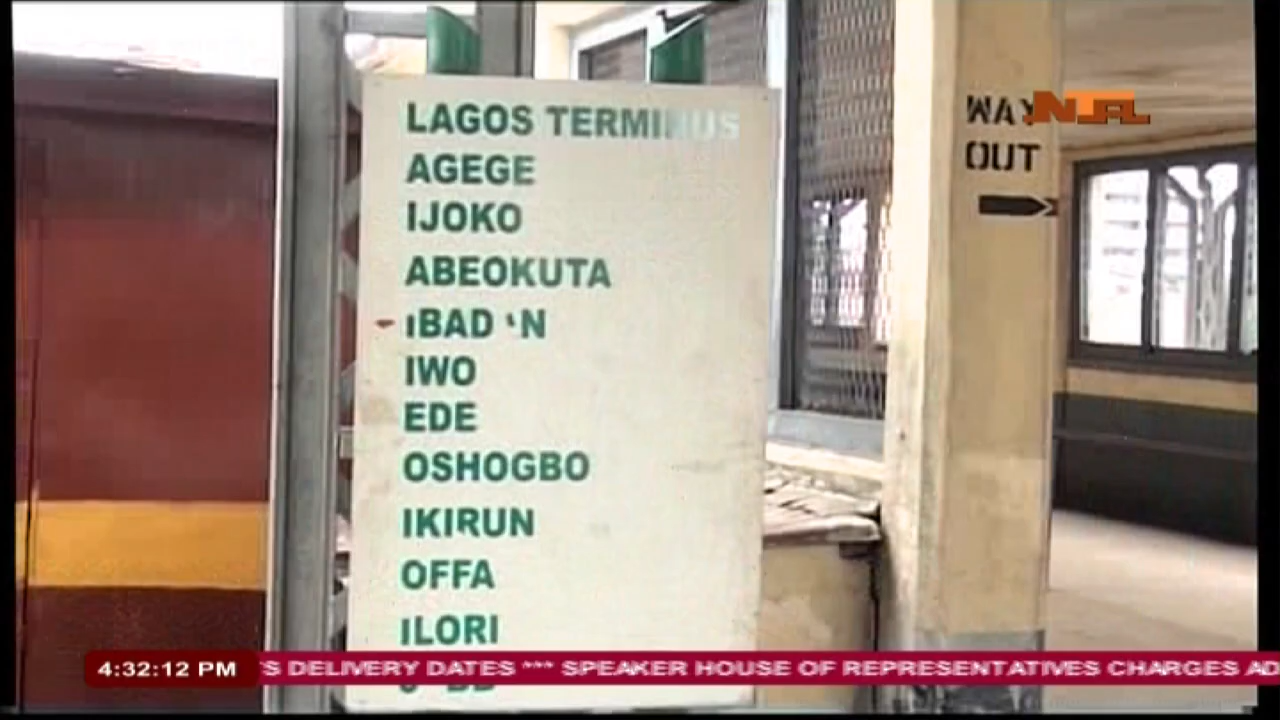 LAGOS TERMINUS
AGEGE
IJOKO
ABEOKUTA
IBAD N
IWO
EDE
OSHOGBO
IKIRUN
OFFA
ILORI
WAY
OUT
4:32:12 PM
'S DELIVERY DATES *** SPEAKER HOUSE OF REPRESENTATIVES CHARGES AD